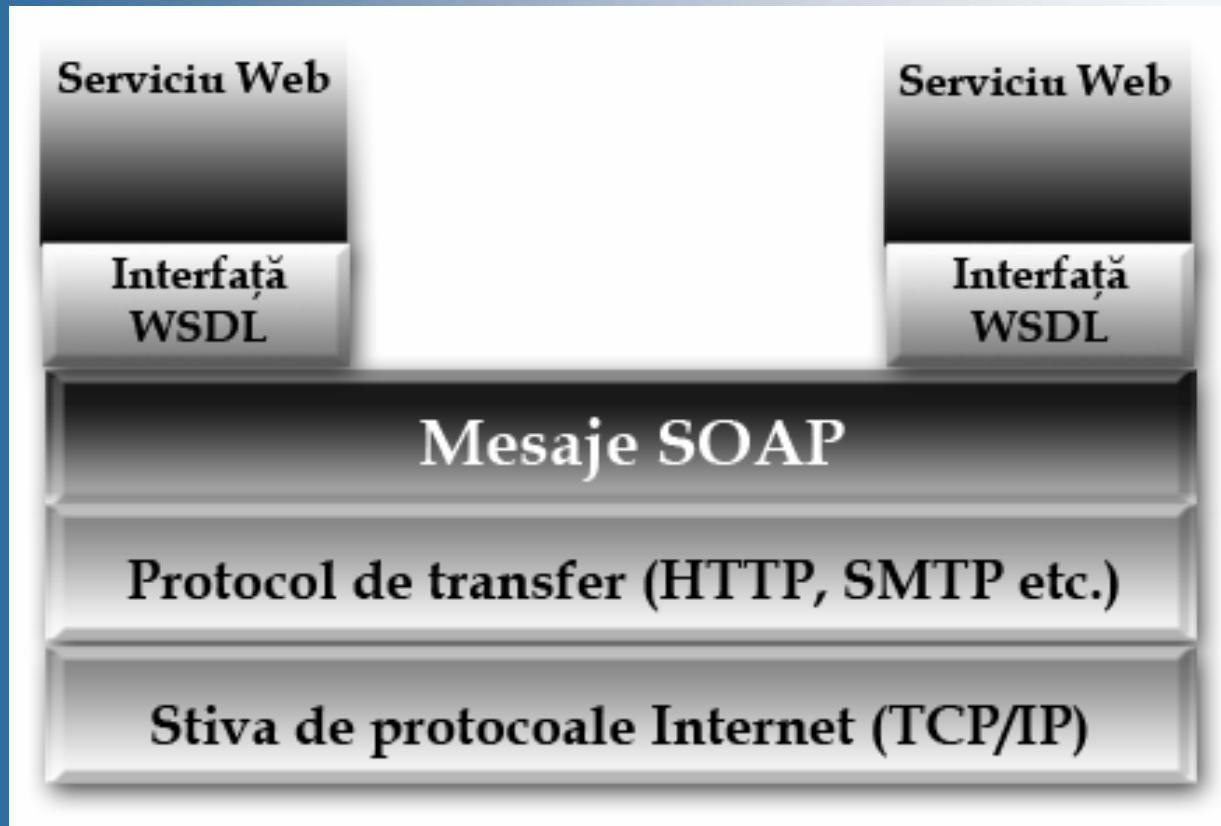 Serviciu Web
Serviciu Web
Interfață
WSDL
Interfață
WSDL
Mesaje SOAP
Protocol de transfer (HTTP, SMTP etc.)
Stiva de protocoale Internet (TCP/IP)